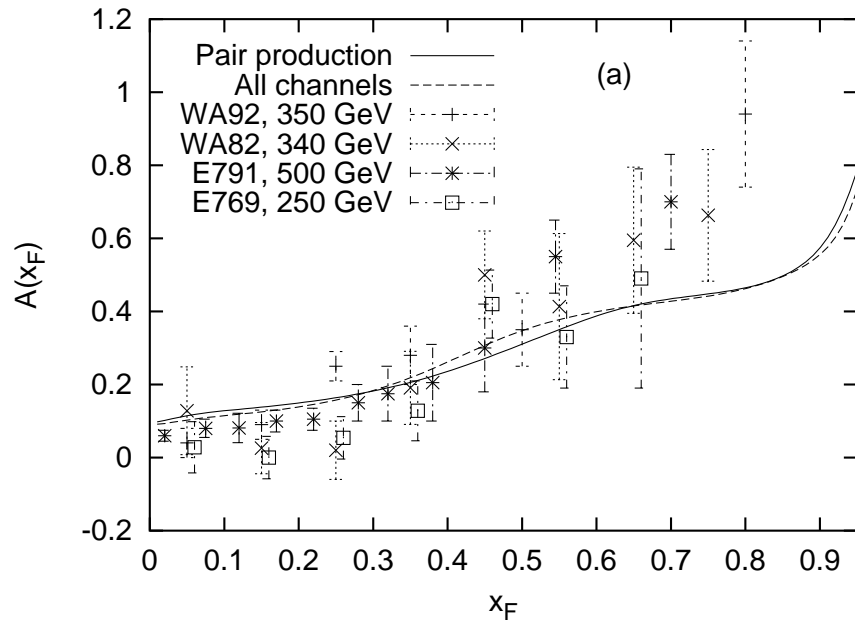 1.2
1
0.8
0.6
0.4
0.2
0
-0.2
A(x_F)
Pair production
All channels
WA92, 350 GeV
WA82, 340 GeV
E791, 500 GeV
E769, 250 GeV
(a)
0 0.1 0.2 0.3 0.4 0.5 0.6 0.7 0.8 0.9
x_F